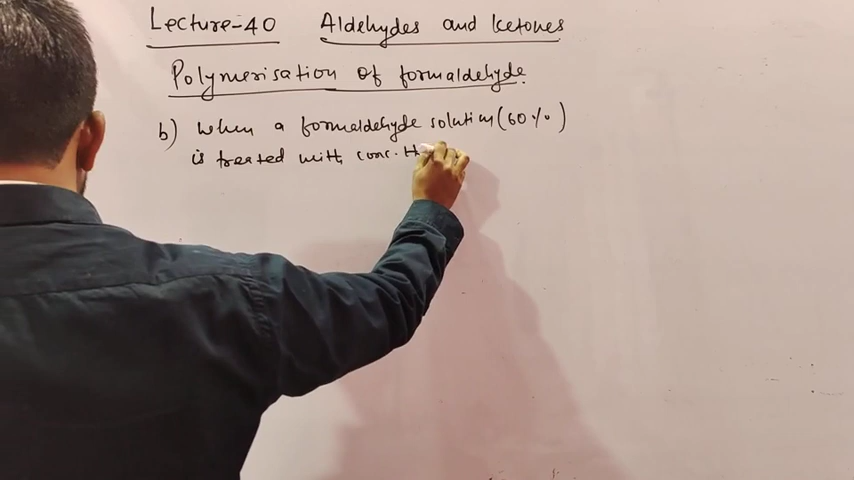 Lecture-40 Aldehydes and ketones
Polymerisation of formaldehyde.
b) When a formaldehyde solution (60%)
is treated with conc. H